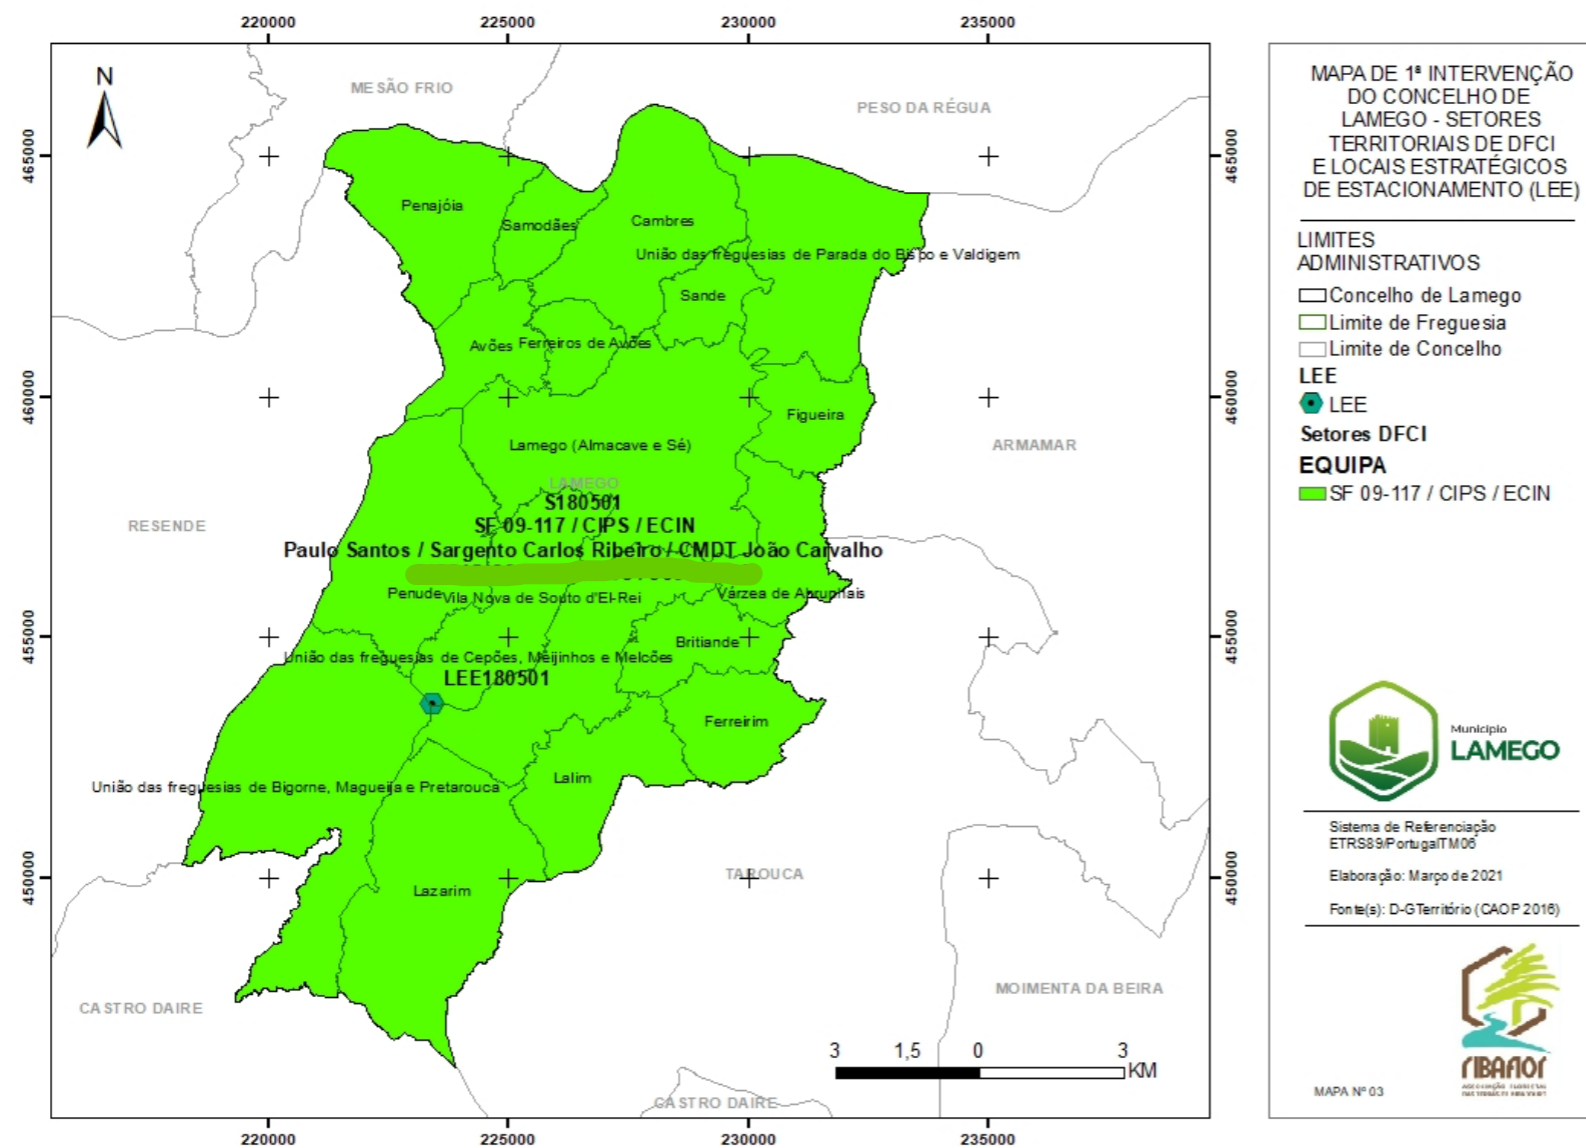 220000 225000 230000 235000
N
MESÃO FRIO
PESO DA RÉGUA
465000 465000
Penajóia
Samodães
Cambres
União das freguesias de Parada do Bispo e Valdigem
Sande
Avões
Ferreiros de Avões
460000 460000
Figueira
Lamego (Almacave e Sé)
ARMAMAR
LAMEGO
S180501
RESENDE
SF 09-117 / CIPS / ECIN
Paulo Santos / Sargento Carlos Ribeiro / CMDT João Carvalho
Penude
Vila Nova de Souto d'El-Rei
Várzea de Abrunhais
455000 455000
Britiande
União das freguesias de Cepões, Meijinhos e Melcões
LEE180501
Ferreirim
Lalim
União das freguesias de Bigorne, Magueija e Pretarouca
450000 450000
TAROUCA
Lazarim
CASTRO DAIRE
MOIMENTA DA BEIRA
3 1,5 0 3
KM
CASTRO DAIRE
220000 225000 230000 235000
MAPA DE 1ª INTERVENÇÃO
DO CONCELHO DE
LAMEGO - SETORES
TERRITORIAIS DE DFCI
E LOCAIS ESTRATÉGICOS
DE ESTACIONAMENTO (LEE)
LIMITES
ADMINISTRATIVOS
Concelho de Lamego
Limite de Freguesia
Limite de Concelho
LEE
LEE
Setores DFCI
EQUIPA
SF 09-117 / CIPS / ECIN
Município
LAMEGO
Sistema de Referenciação
ETRS89/PortugalTM06
Elaboração: Março de 2021
Fonte(s): D-GTerritório (CAOP 2016)
RIBAFLOR
MAPA Nº 03